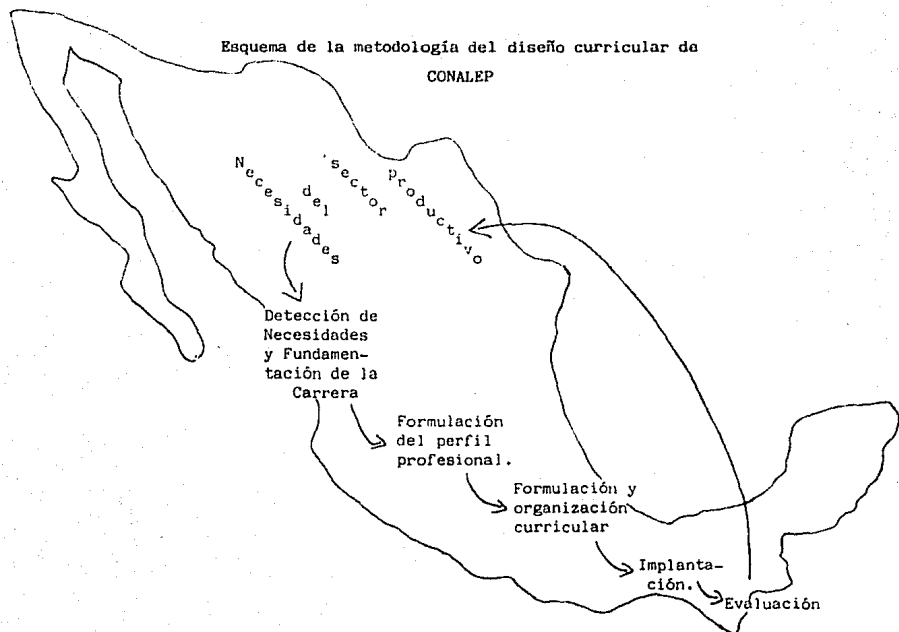 Esquema de la metodología del diseño curricular de
CONALEP
Necesidades
del
sector
productivo
Detección de
Necesidades
y Fundamen-
tación de la
Carrera
Formulación
del perfil
profesional.
Formulación y
organización
curricular
Implanta-
ción.
Evaluación